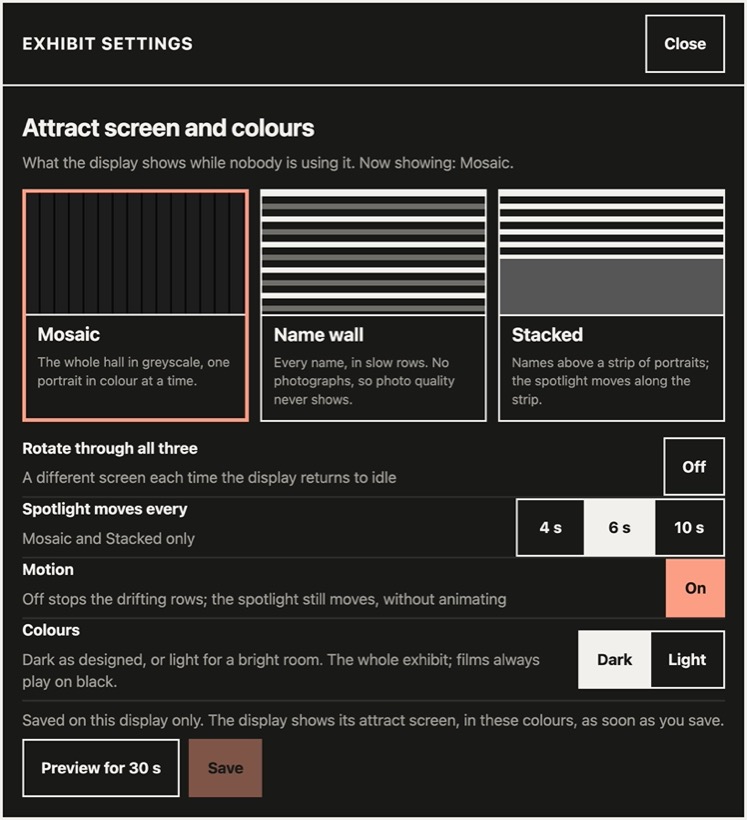 EXHIBIT SETTINGS
Close
Attract screen and colours
What the display shows while nobody is using it. Now showing: Mosaic.
Mosaic
The whole hall in greyscale, one
portrait in colour at a time.
Name wall
Every name, in slow rows. No
photographs, so photo quality
never shows.
Stacked
Names above a strip of portraits;
the spotlight moves along the
strip.
Rotate through all three
A different screen each time the display returns to idle
Off
Spotlight moves every
Mosaic and Stacked only
4 s
6 s
10 s
Motion
Off stops the drifting rows; the spotlight still moves, without animating
On
Colours
Dark as designed, or light for a bright room. The whole exhibit; films always
play on black.
Dark
Light
Saved on this display only. The display shows its attract screen, in these colours, as soon as you save.
Preview for 30 s
Save